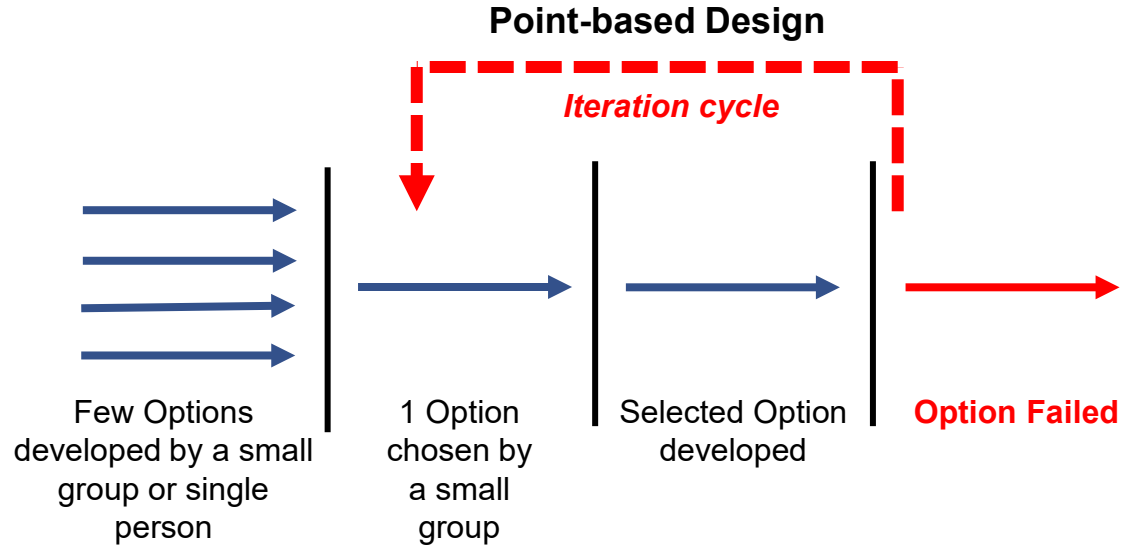 Point-based Design
Iteration cycle
Few Options
developed by a small
group or single
person
1 Option
chosen by
a small
group
Selected Option
developed
Option Failed